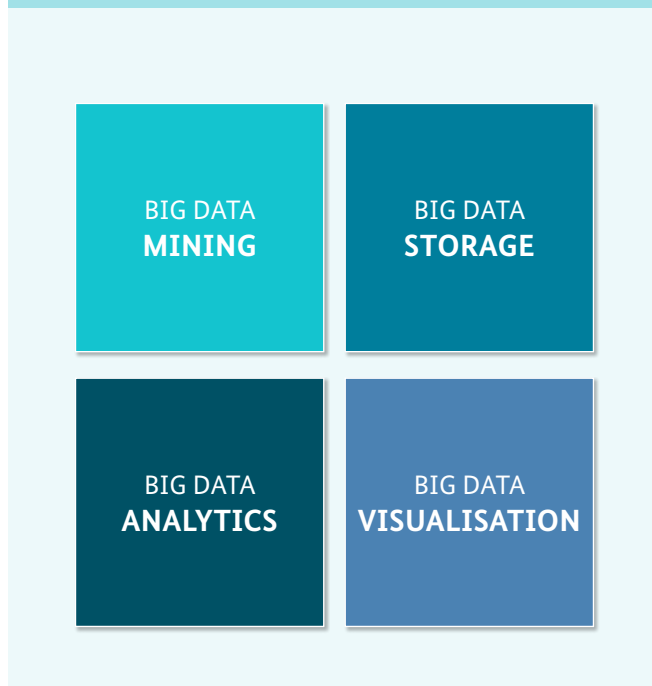 BIG DATA
MINING
BIG DATA
STORAGE
BIG DATA
ANALYTICS
BIG DATA
VISUALISATION